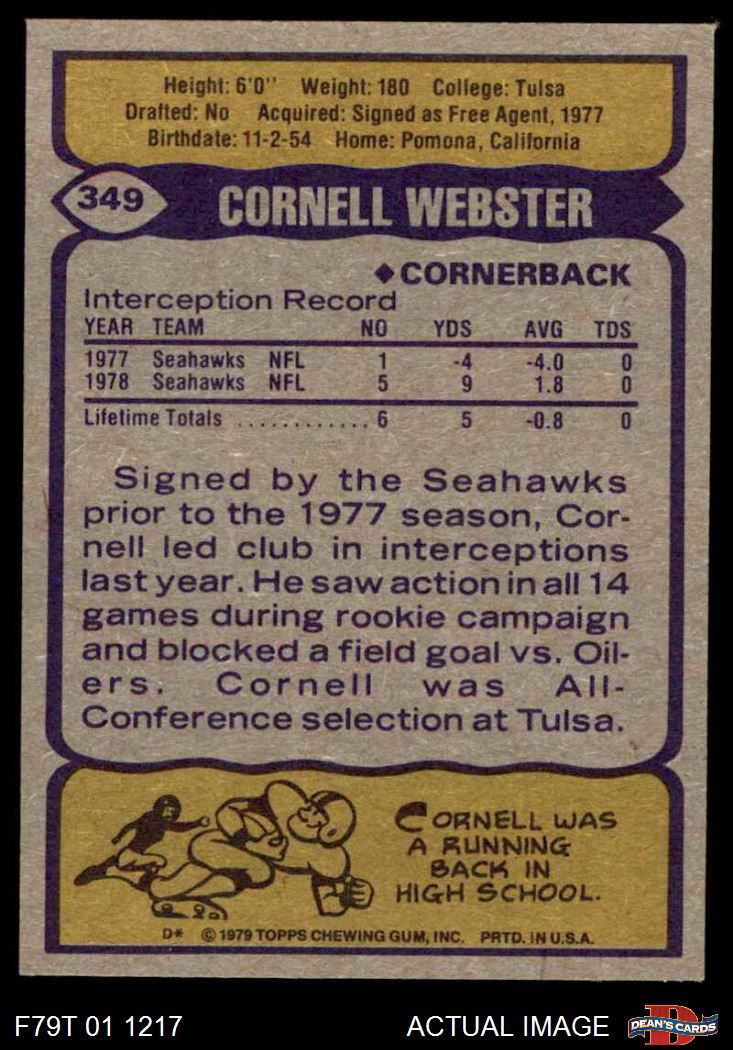 Height: 6'0'' Weight: 180 College: Tulsa
Drafted: No Acquired: Signed as Free Agent, 1977
Birthdate: 11-2-54 Home: Pomona, California
349 CORNELL WEBSTER
◆ CORNERBACK
Interception Record
YEAR TEAM NO YDS AVG TDS
1977 Seahawks NFL 1 -4 -4.0 0
1978 Seahawks NFL 5 9 1.8 0
Lifetime Totals ............ 6 5 -0.8 0
Signed by the Seahawks
prior to the 1977 season, Cor-
nell led club in interceptions
last year. He saw action in all 14
games during rookie campaign
and blocked a field goal vs. Oil-
ers. Cornell was All-
Conference selection at Tulsa.
CORNELL WAS
A RUNNING
BACK IN
HIGH SCHOOL.
D* © 1979 TOPPS CHEWING GUM, INC. PRTD. IN U.S.A.
F79T 01 1217 ACTUAL IMAGE D DEAN'S CARDS